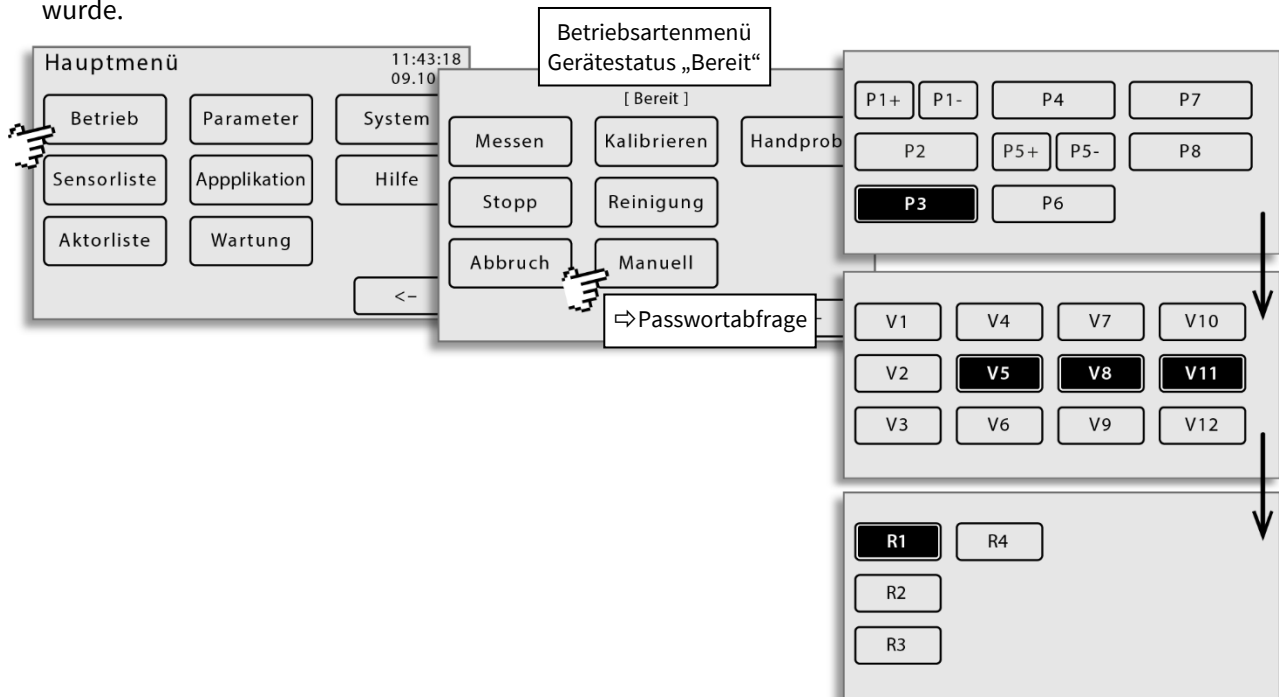 wurde.
Betriebsartenmenü
Gerätestatus „Bereit“
Hauptmenü 11:43:18
09.10
Betrieb Parameter System
Sensorliste Appplikation Hilfe
Aktorliste Wartung
<–
[ Bereit ]
Messen Kalibrieren Handprob
Stopp Reinigung
Abbruch Manuell
⇨Passwortabfrage
P1+ P1- P4 P7
P2 P5+ P5- P8
P3 P6
V1 V4 V7 V10
V2 V5 V8 V11
V3 V6 V9 V12
R1 R4
R2
R3